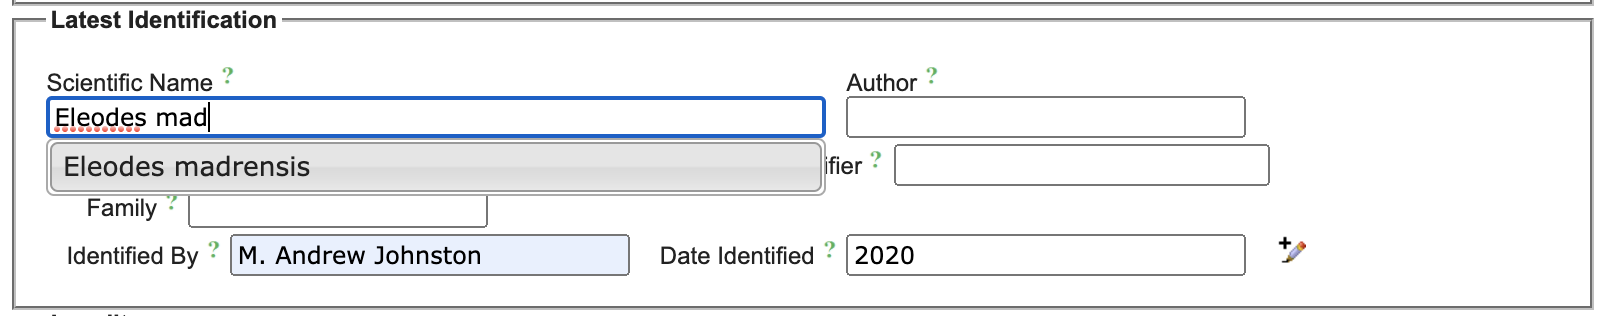 Latest Identification
Scientific Name ? Author ?
Eleodes mad
Eleodes madrensis ifier ?
Family ?
Identified By ? M. Andrew Johnston Date Identified ? 2020